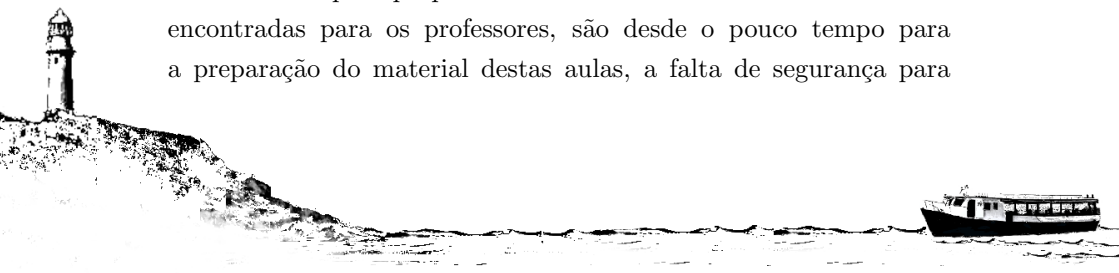 encontradas para os professores, são desde o pouco tempo para
a preparação do material destas aulas, a falta de segurança para